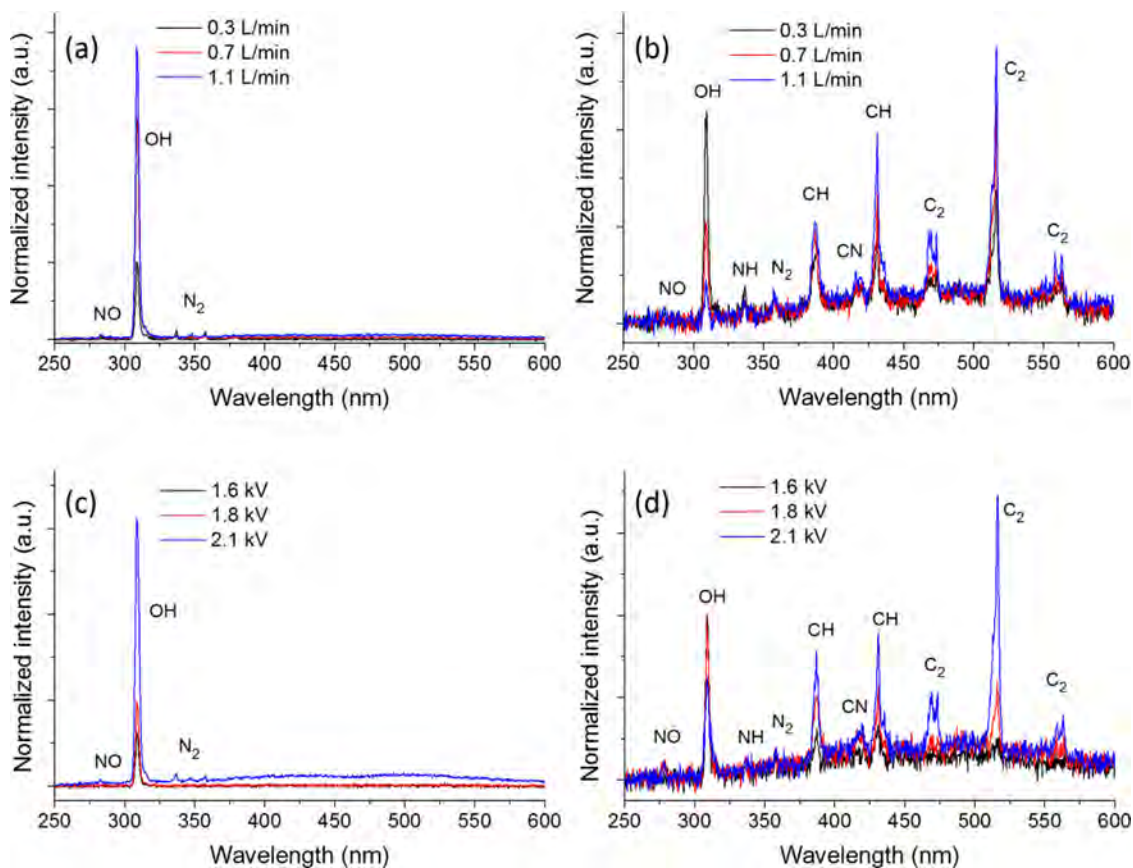 (a)
0.3 L/min
0.7 L/min
1.1 L/min
OH
NO
N₂
Normalized intensity (a.u.)
250 300 350 400 450 500 550 600
Wavelength (nm)
(b)
0.3 L/min
0.7 L/min
1.1 L/min
C₂
OH
CH
CH
C₂
C₂
CN
NH
N₂
NO
Normalized intensity (a.u.)
250 300 350 400 450 500 550 600
Wavelength (nm)
(c)
1.6 kV
1.8 kV
2.1 kV
OH
NO
N₂
Normalized intensity (a.u.)
250 300 350 400 450 500 550 600
Wavelength (nm)
(d)
1.6 kV
1.8 kV
2.1 kV
C₂
OH
CH
CH
C₂
C₂
CN
N₂
NO
NH
Normalized intensity (a.u.)
250 300 350 400 450 500 550 600
Wavelength (nm)